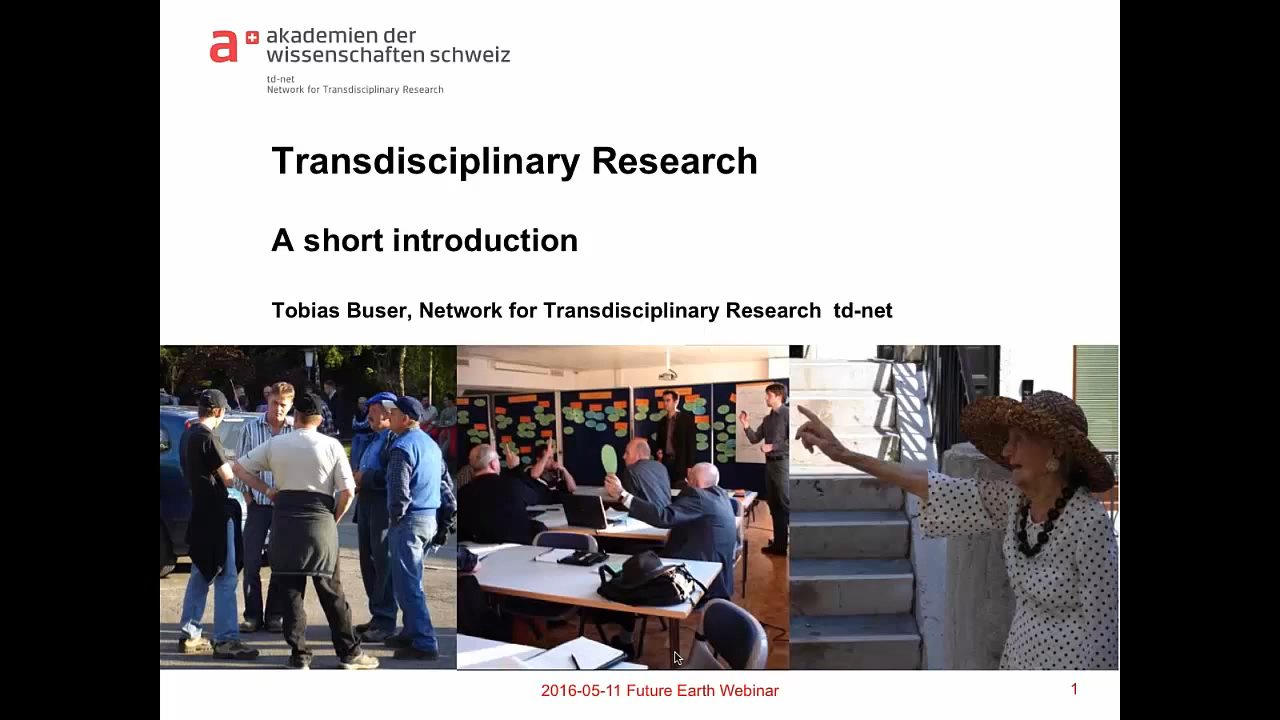 akademien der
wissenschaften schweiz
td-net
Network for Transdisciplinary Research
Transdisciplinary Research
A short introduction
Tobias Buser, Network for Transdisciplinary Research td-net
2016-05-11 Future Earth Webinar
1